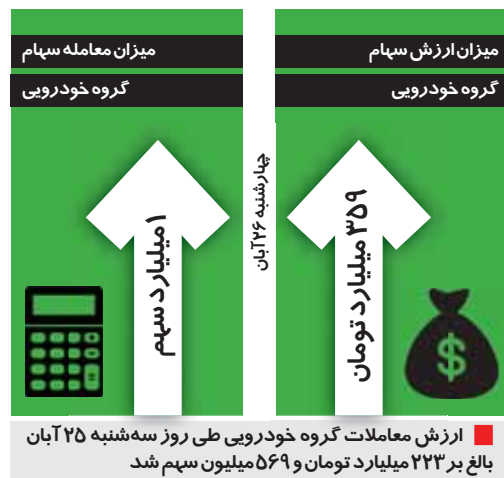 میزان ارزش سهام
گروه خودرویی
۳۵۹ میلیارد تومان
چهارشنبه ۲۶ آبان
میزان معامله سهام
گروه خودرویی
۱ میلیارد سهم
ارزش معاملات گروه خودرویی طی روز سه‌شنبه ۲۵ آبان
بالغ بر ۲۲۳ میلیارد تومان و ۵۶۹ میلیون سهم شد